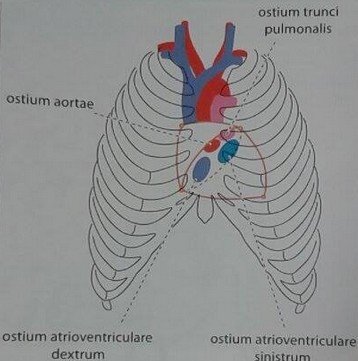 ostium trunci
pulmonalis
ostium aortae
ostium atrioventriculare
dextrum
ostium atrioventriculare
sinistrum